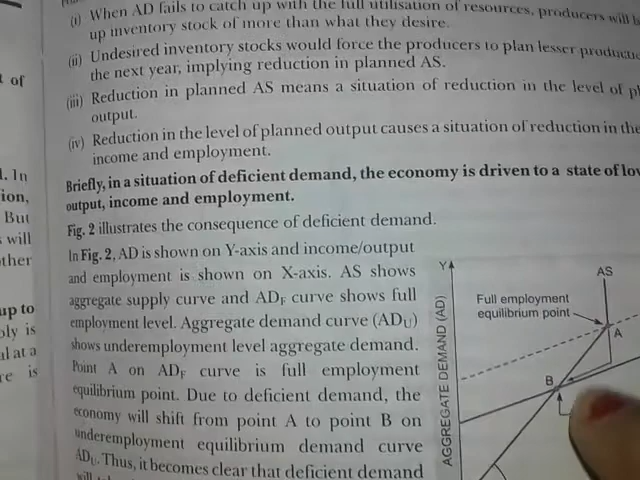 (i) When AD fails to catch up with the full utilisation of resources, producers will
up inventory stock of more than what they desire.
(ii) Undesired inventory stocks would force the producers to plan lesser
the next year, implying reduction in planned AS.
(iii) Reduction in planned AS means a situation of reduction in the level of
output.
(iv) Reduction in the level of planned output causes a situation of reduction in the
income and employment.
Briefly, in a situation of deficient demand, the economy is driven to a state of
output, income and employment.
Fig. 2 illustrates the consequence of deficient demand.
In Fig. 2, AD is shown on Y-axis and income/output
and employment is shown on X-axis. AS shows
aggregate supply curve and ADF curve shows full
employment level. Aggregate demand curve (ADU)
shows underemployment level aggregate demand.
Point A on ADF curve is full employment
equilibrium point. Due to deficient demand, the
economy will shift from point A to point B on
underemployment equilibrium demand curve
ADU. Thus, it becomes clear that deficient demand
Y
AS
Full employment
equilibrium point
A
B
AGGREGATE DEMAND (AD)
of
In
But
will
up to
is
at a
is